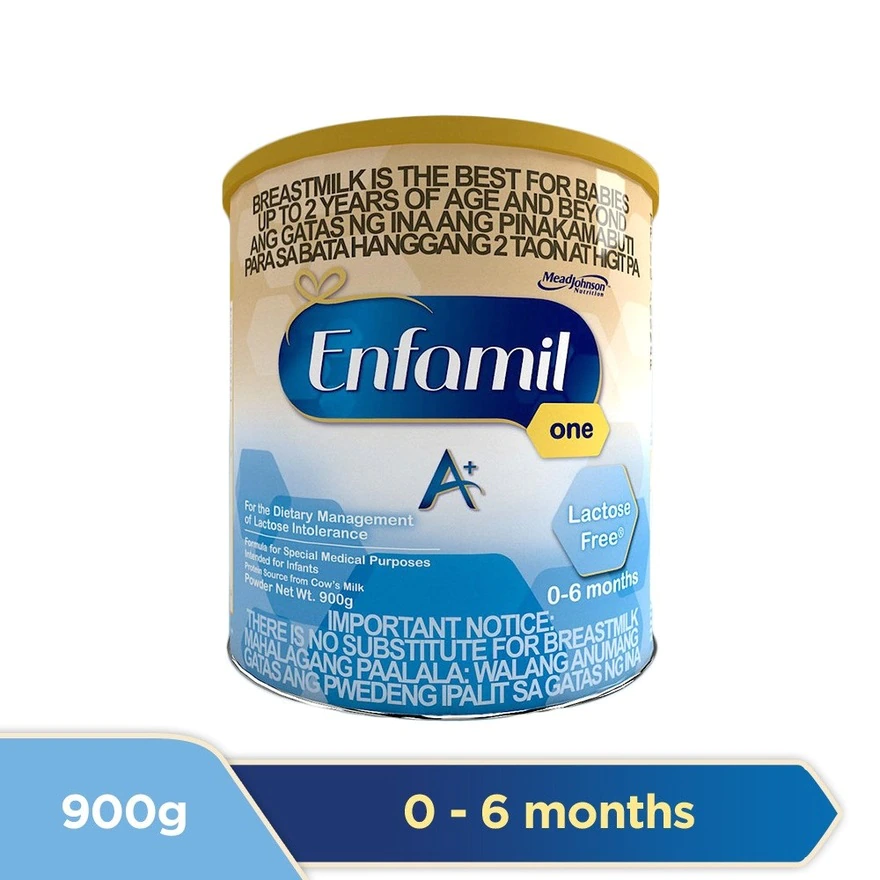 BREASTMILK IS THE BEST FOR BABIES
UP TO 2 YEARS OF AGE AND BEYOND
ANG GATAS NG INA ANG PINAKAMABUTI
PARA SA BATA HANGGANG 2 TAON AT HIGIT PA
MeadJohnson™
Nutrition
Enfamil
one
A+
For the Dietary Management
of Lactose Intolerance
Lactose
Free®
Formula for Special Medical Purposes
Intended for Infants
Protein Source from Cow's Milk
Powder Net Wt. 900g
0-6 months
IMPORTANT NOTICE:
THERE IS NO SUBSTITUTE FOR BREASTMILK
MAHALAGANG PAALALA: WALANG ANUMANG
GATAS ANG PWEDENG IPALIT SA GATAS NG INA
900g
0 - 6 months